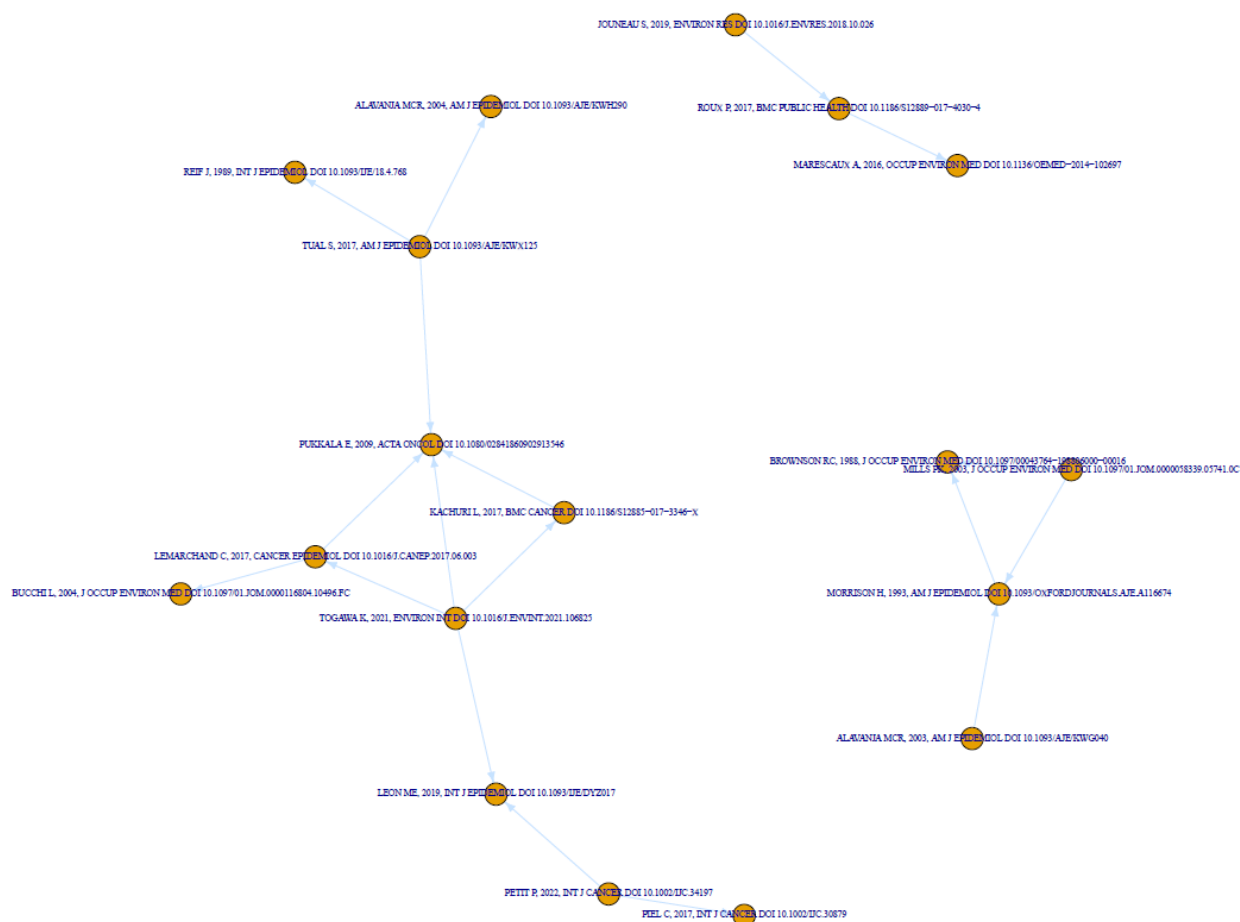 JOUNEAU S, 2019, ENVIRON RES DOI 10.1016/J.ENVRES.2018.10.026
ALAVANJA MCR, 2004, AM J EPIDEMIOL DOI 10.1093/AJE/KWH290
ROUX P, 2017, BMC PUBLIC HEALTH DOI 10.1186/S12889-017-4030-4
MARESCAUX A, 2016, OCCUP ENVIRON MED DOI 10.1136/OEMED-2014-102697
REIF J, 1989, INT J EPIDEMIOL DOI 10.1093/IJE/18.4.768
TUAL S, 2017, AM J EPIDEMIOL DOI 10.1093/AJE/KWX125
PUKKALA E, 2009, ACTA ONCOL DOI 10.1080/02841860902913546
BROWNSON RC, 1988, J OCCUP ENVIRON MED DOI 10.1097/00043764-198806000-00016
MILLS PK, 2003, J OCCUP ENVIRON MED DOI 10.1097/01.JOM.0000058339.05741.0C
KACHURI L, 2017, BMC CANCER DOI 10.1186/S12885-017-3346-X
LEMARCHAND C, 2017, CANCER EPIDEMIOL DOI 10.1016/J.CANEP.2017.06.003
BUCCHI L, 2004, J OCCUP ENVIRON MED DOI 10.1097/01.JOM.0000116804.10496.FC
MORRISON H, 1993, AM J EPIDEMIOL DOI 10.1093/OXFORDJOURNALS.AJE.A116674
TOGAWA K, 2021, ENVIRON INT DOI 10.1016/J.ENVINT.2021.106825
ALAVANJA MCR, 2003, AM J EPIDEMIOL DOI 10.1093/AJE/KWG040
LEON ME, 2019, INT J EPIDEMIOL DOI 10.1093/IJE/DYZ017
PETIT P, 2022, INT J CANCER DOI 10.1002/IJC.34197
PIEL C, 2017, INT J CANCER DOI 10.1002/IJC.30879